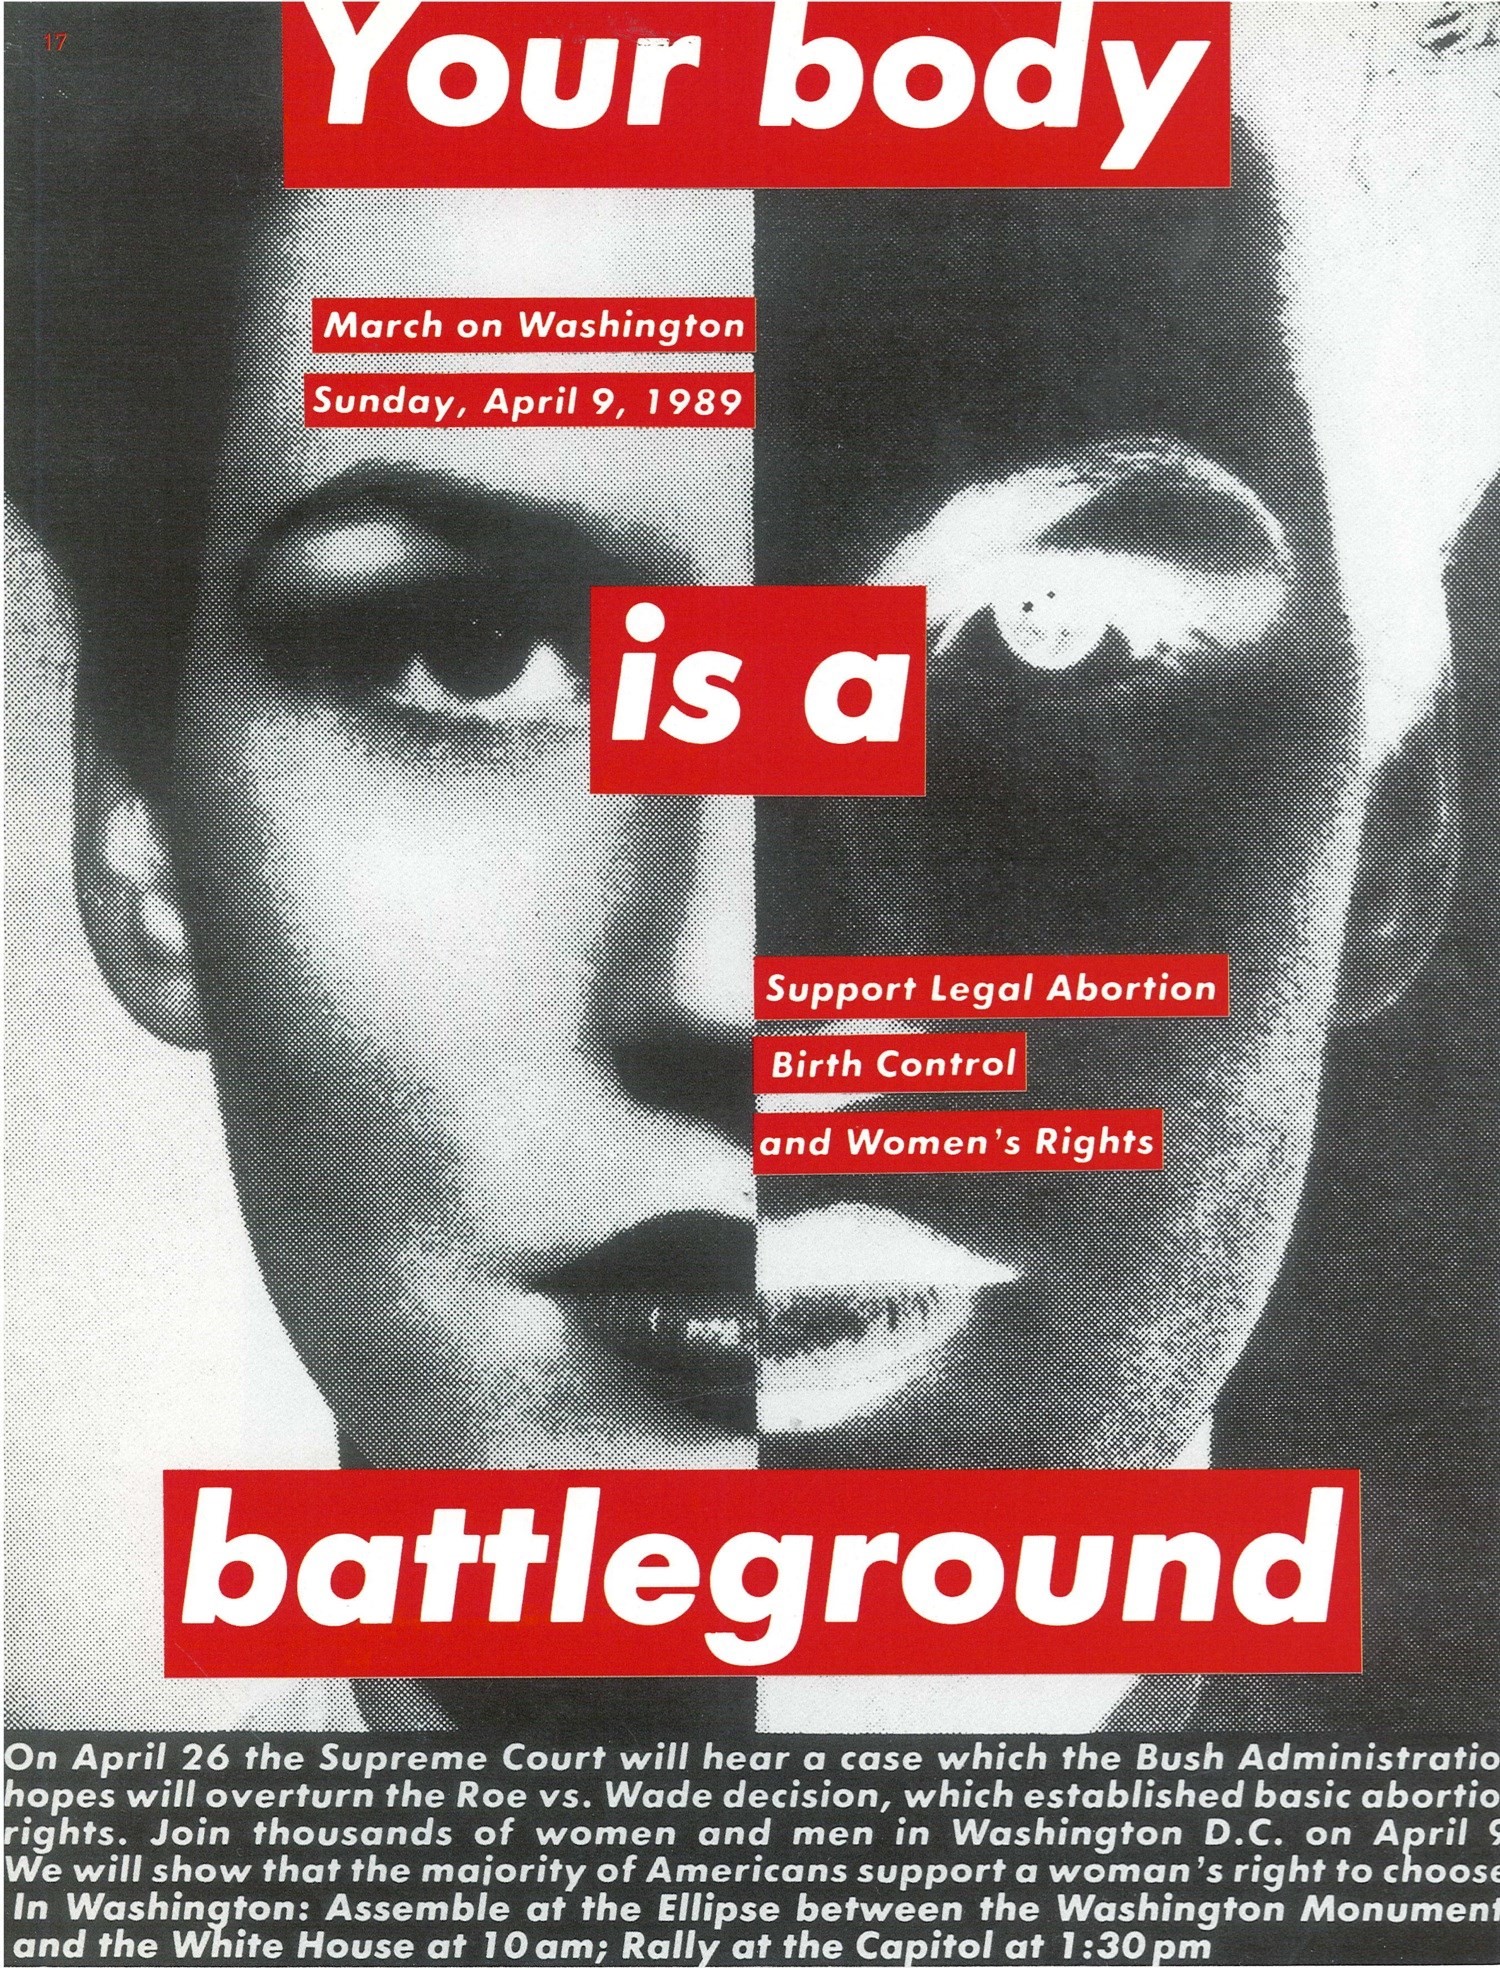 17
Your body
March on Washington
Sunday, April 9, 1989
is a
Support Legal Abortion
Birth Control
and Women's Rights
battleground
On April 26 the Supreme Court will hear a case which the Bush Administratio
hopes will overturn the Roe vs. Wade decision, which established basic abortio
rights. Join thousands of women and men in Washington D.C. on April 9
We will show that the majority of Americans support a woman's right to choose
In Washington: Assemble at the Ellipse between the Washington Monument
and the White House at 10 am; Rally at the Capitol at 1:30 pm